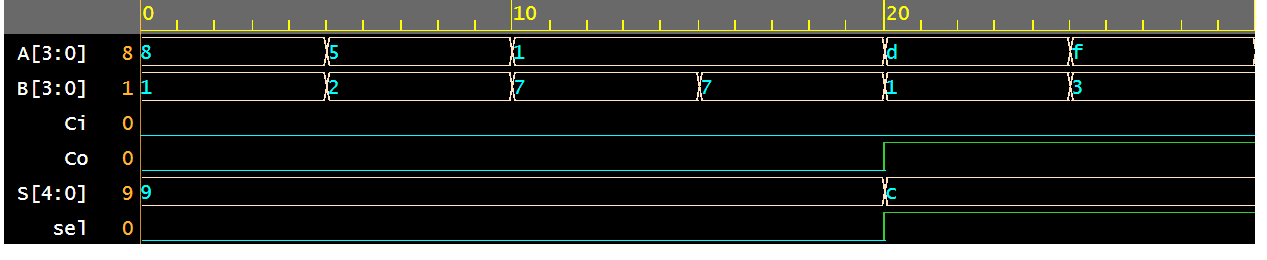 0 10 20
A[3:0] 8 8 5 1 d f
B[3:0] 1 1 2 7 7 1 3
Ci 0
Co 0
S[4:0] 9 9 c
sel 0